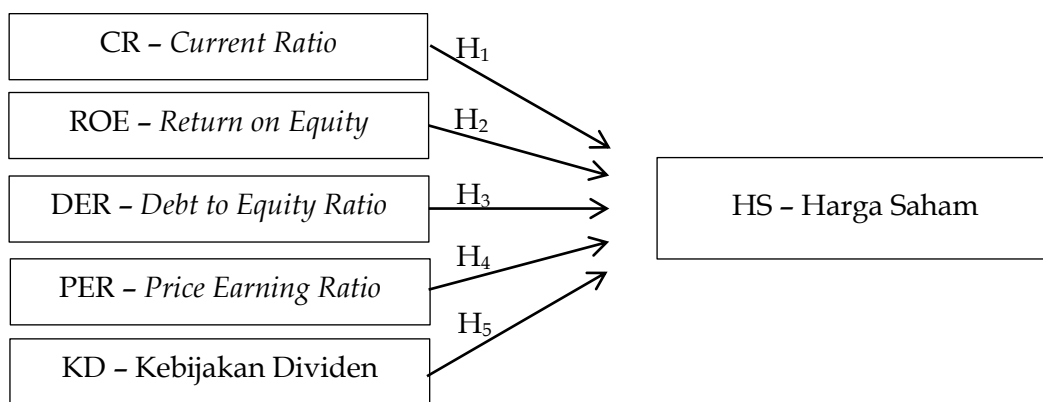 CR – Current Ratio
H₁
ROE – Return on Equity
H₂
DER – Debt to Equity Ratio
H₃
HS – Harga Saham
PER – Price Earning Ratio
H₄
KD – Kebijakan Dividen
H₅